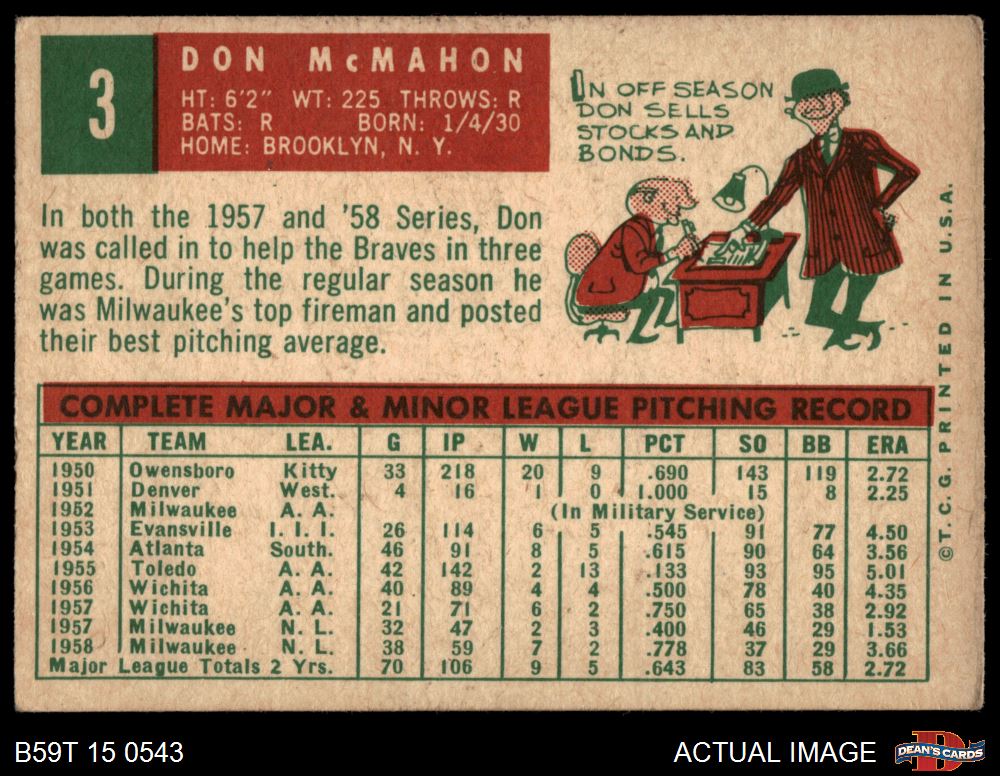 3
DON McMAHON
HT: 6'2" WT: 225 THROWS: R
BATS: R BORN: 1/4/30
HOME: BROOKLYN, N. Y.
IN OFF SEASON
DON SELLS
STOCKS AND
BONDS.
In both the 1957 and '58 Series, Don
was called in to help the Braves in three
games. During the regular season he
was Milwaukee's top fireman and posted
their best pitching average.
COMPLETE MAJOR & MINOR LEAGUE PITCHING RECORD
YEAR TEAM LEA. G IP W L PCT SO BB ERA
1950 Owensboro Kitty 33 218 20 9 .690 143 119 2.72
1951 Denver West. 4 16 1 0 1.000 15 8 2.25
1952 Milwaukee A. A. (In Military Service)
1953 Evansville I. I. I. 26 114 6 5 .545 91 77 4.50
1954 Atlanta South. 46 91 8 5 .615 90 64 3.56
1955 Toledo A. A. 42 142 2 13 .133 93 95 5.01
1956 Wichita A. A. 40 89 4 4 .500 78 40 4.35
1957 Wichita A. A. 21 71 6 2 .750 65 38 2.92
1957 Milwaukee N. L. 32 47 2 3 .400 46 29 1.53
1958 Milwaukee N. L. 38 59 7 2 .778 37 29 3.66
Major League Totals 2 Yrs. 70 106 9 5 .643 83 58 2.72
© T. C. G. PRINTED IN U. S. A.
B59T 15 0543
ACTUAL IMAGE
D
DEAN'S CARDS